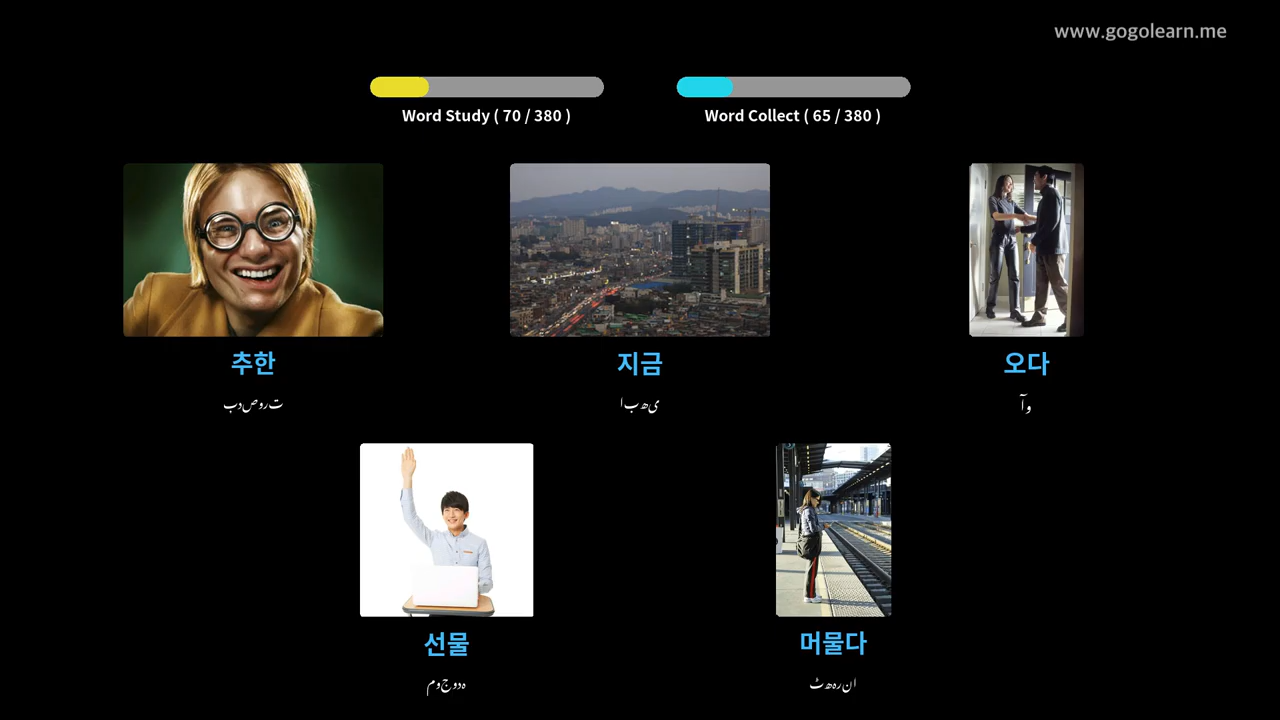 www.gogolearn.me
Word Study ( 70 / 380 )
Word Collect ( 65 / 380 )
추한
بدصورت
지금
ابھی
오다
آو
선물
موجودہ
머물다
ٹھہرنا